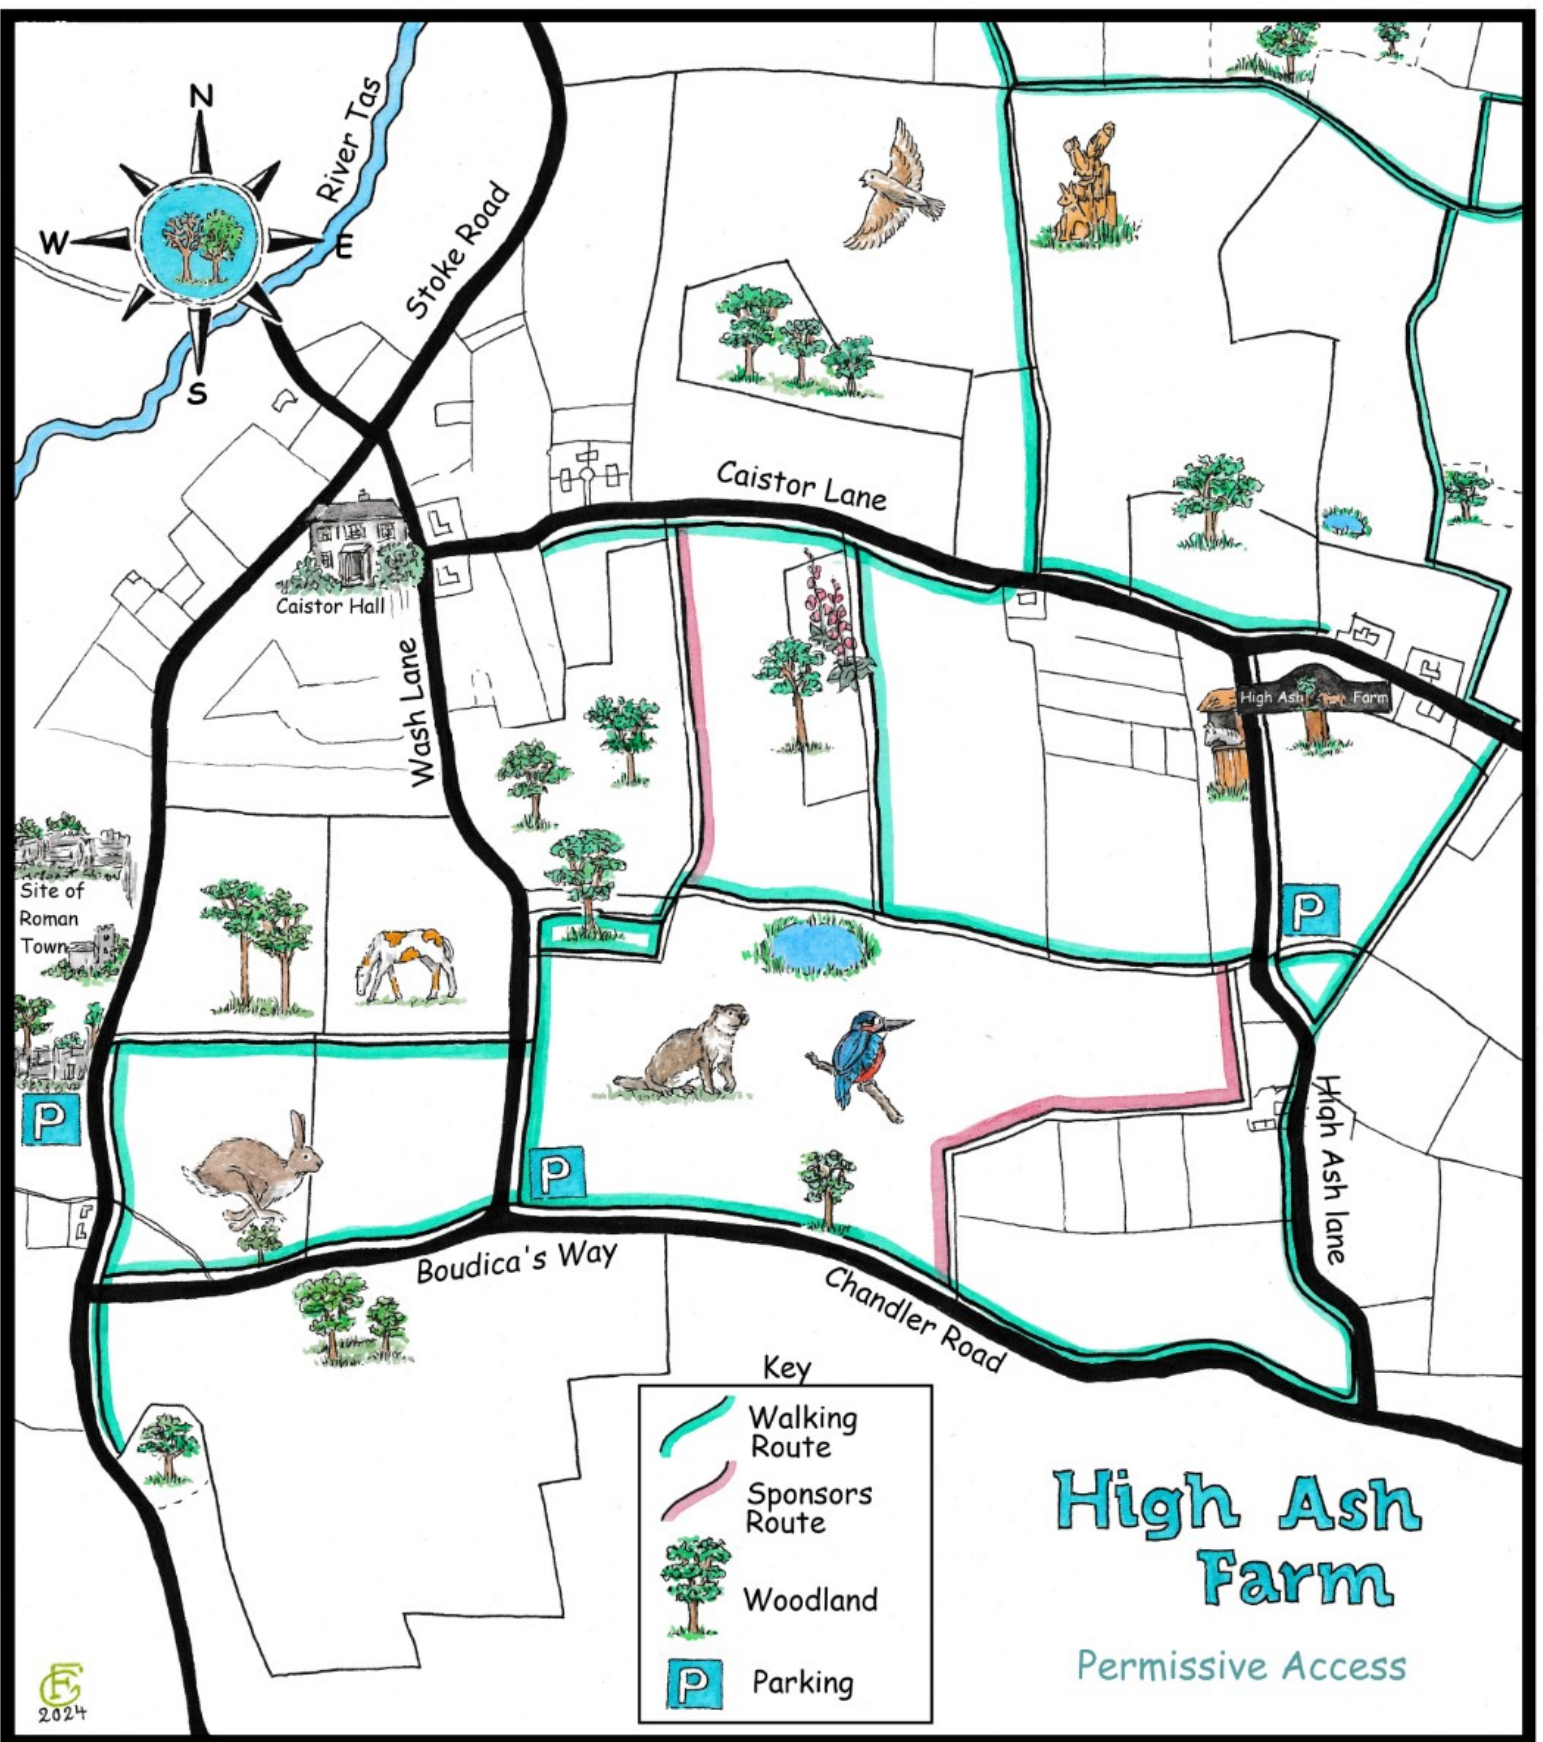 N
River Tas
W
E
Stoke Road
S
Caistor Lane
Caistor Hall
Wash Lane
High Ash Farm
Site of
Roman
Town
P
P
P
High Ash lane
Boudica's Way
Chandler Road
Key
Walking
Route
Sponsors
Route
Woodland
P
Parking
High Ash
Farm
Permissive Access
2024